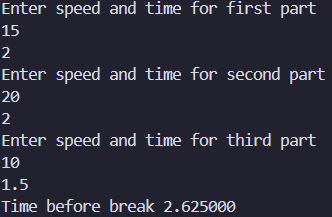 Enter speed and time for first part
15
2
Enter speed and time for second part
20
2
Enter speed and time for third part
10
1.5
Time before break 2.625000